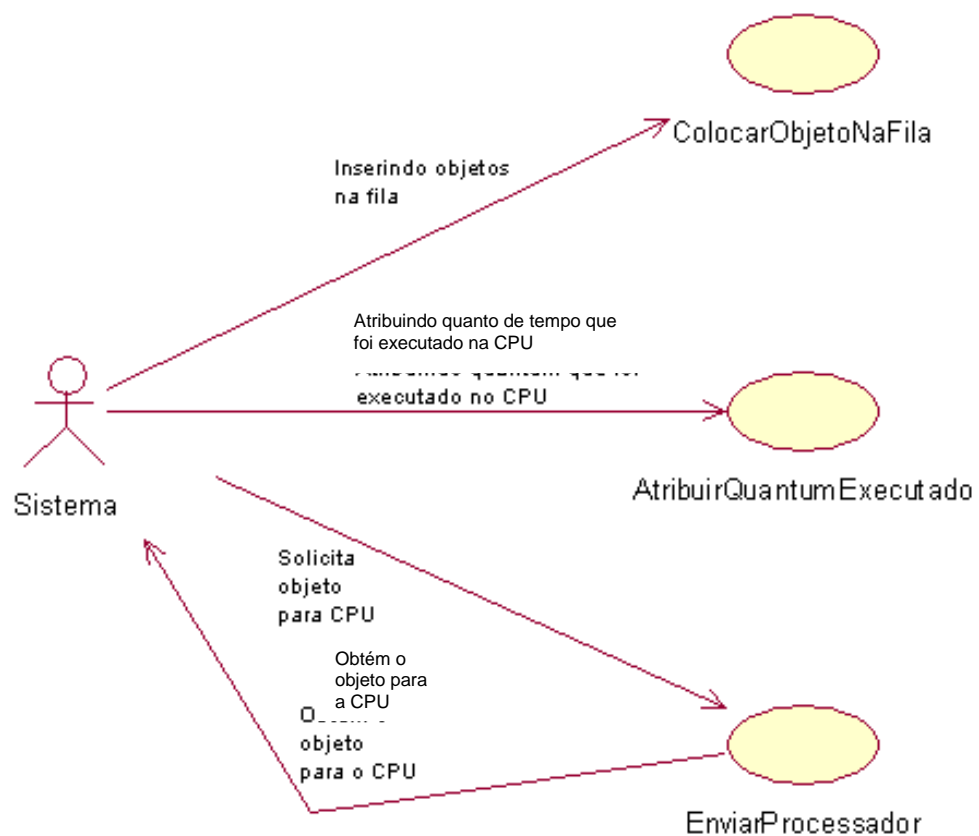 ColocarObjetoNaFila
Inserindo objetos
na fila
Atribuindo quanto de tempo que
foi executado na CPU
executado no CPU
AtribuirQuantumExecutado
Sistema
Solicita
objeto
para CPU
Obtém o
objeto para
a CPU
objeto
para o CPU
EnviarProcessador